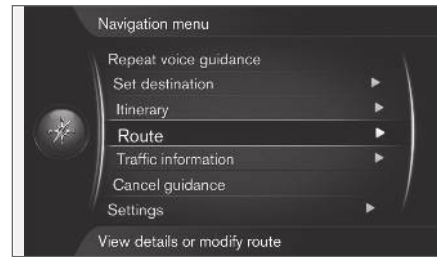 Navigation menu
Repeat voice guidance
Set destination
Itinerary
Route
Traffic information
Cancel guidance
Settings
View details or modify route